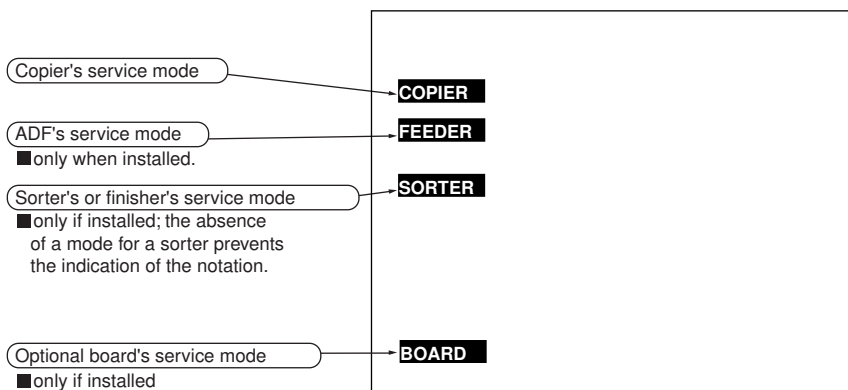 Copier's service mode
COPIER
ADF's service mode
FEEDER
■only when installed.
Sorter's or finisher's service mode
SORTER
■only if installed; the absence
of a mode for a sorter prevents
the indication of the notation.
Optional board's service mode
BOARD
■only if installed